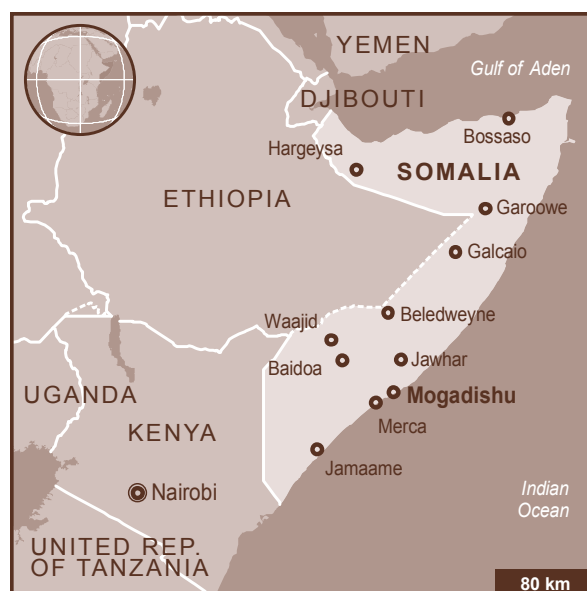 YEMEN
Gulf of Aden
DJIBOUTI
Bossaso
Hargeysa
SOMALIA
ETHIOPIA
Garoowe
Galcaio
Waajid
Beledweyne
Baidoa
Jawhar
UGANDA
Mogadishu
KENYA
Merca
Jamaame
Nairobi
Indian
Ocean
UNITED REP.
OF TANZANIA
80 km